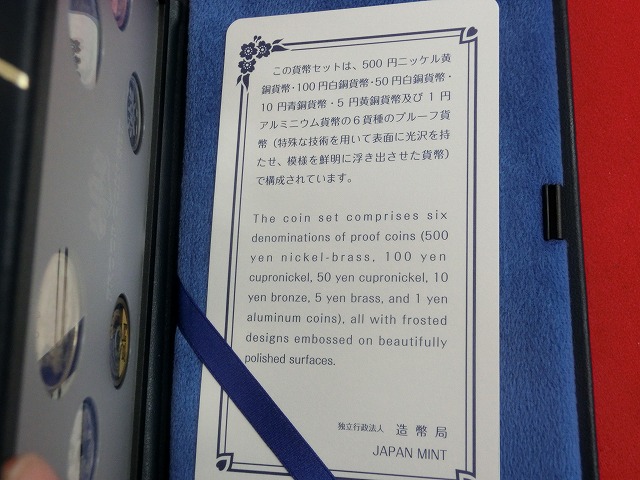 この貨幣セットは、500 円ニッケル黄
銅貨幣・100円白銅貨幣・50円白銅貨幣・
10 円青銅貨幣・5 円黄銅貨幣及び 1 円
アルミニウム貨幣の6貨種のプルーフ貨
幣（特殊な技術を用いて表面に光沢を持
たせ、模様を鮮明に浮き出させた貨幣）
で構成されています。
The coin set comprises six
denominations of proof coins (500
yen nickel-brass, 100 yen
cupronickel, 50 yen cupronickel, 10
yen bronze, 5 yen brass, and 1 yen
aluminum coins), all with frosted
designs embossed on beautifully
polished surfaces.
独立行政法人 造幣局
JAPAN MINT